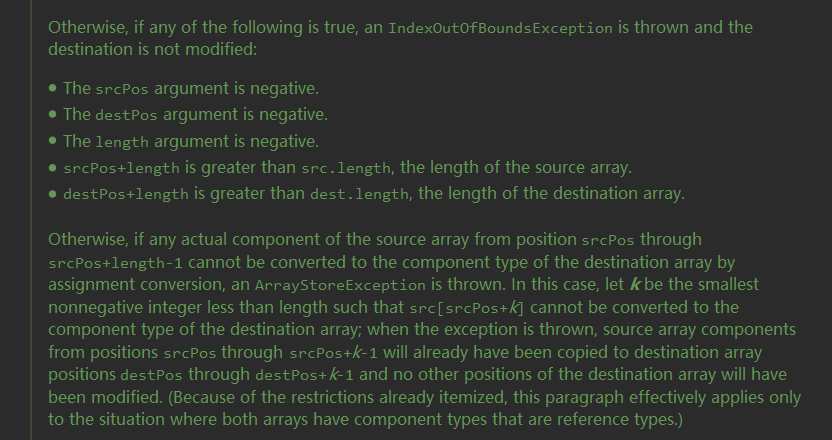 Otherwise, if any of the following is true, an IndexOutOfBoundsException is thrown and the
destination is not modified:
• The srcPos argument is negative.
• The destPos argument is negative.
• The length argument is negative.
• srcPos+length is greater than src.length, the length of the source array.
• destPos+length is greater than dest.length, the length of the destination array.
Otherwise, if any actual component of the source array from position srcPos through
srcPos+length-1 cannot be converted to the component type of the destination array by
assignment conversion, an ArrayStoreException is thrown. In this case, let k be the smallest
nonnegative integer less than length such that src[srcPos+k] cannot be converted to the
component type of the destination array; when the exception is thrown, source array components
from positions srcPos through srcPos+k-1 will already have been copied to destination array
positions destPos through destPos+k-1 and no other positions of the destination array will have
been modified. (Because of the restrictions already itemized, this paragraph effectively applies only
to the situation where both arrays have component types that are reference types.)